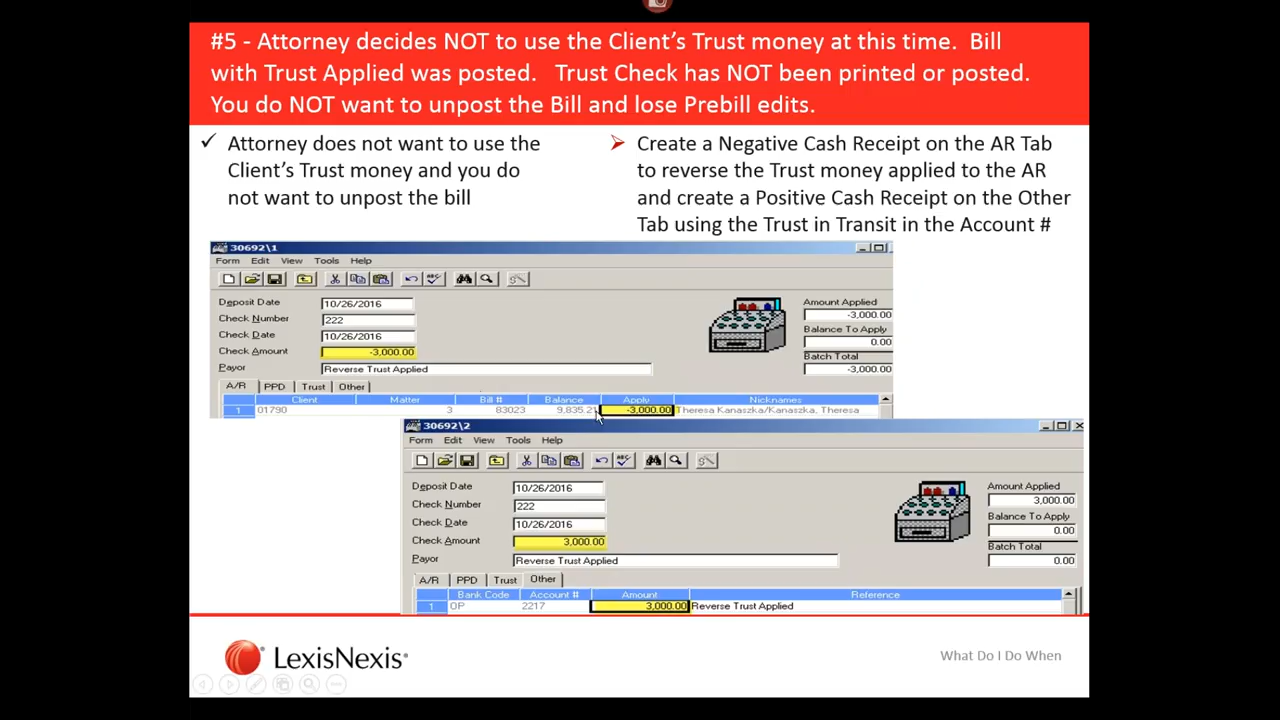 #5 - Attorney decides NOT to use the Client's Trust money at this time. Bill
with Trust Applied was posted. Trust Check has NOT been printed or posted.
You do NOT want to unpost the Bill and lose Prebill edits.
✓ Attorney does not want to use the
Client's Trust money and you do
not want to unpost the bill
➢ Create a Negative Cash Receipt on the AR Tab
to reverse the Trust money applied to the AR
and create a Positive Cash Receipt on the Other
Tab using the Trust in Transit in the Account #
30692\1
Form Edit View Tools Help
Deposit Date 10/26/2016
Check Number 222
Check Date 10/26/2016
Check Amount -3,000.00
Payor Reverse Trust Applied
Amount Applied
-3,000.00
Balance To Apply
0.00
Batch Total
-3,000.00
A/R PPD Trust Other
Client Matter Bill # Balance Apply Nicknames
1 01790 3 83023 -3,000.00 Theresa Kanaszka/Kanaszka, Theresa
30692\2
Form Edit View Tools Help
Deposit Date 10/26/2016
Check Number 222
Check Date 10/26/2016
Check Amount 3,000.00
Payor Reverse Trust Applied
Amount Applied
3,000.00
Balance To Apply
0.00
Batch Total
0.00
A/R PPD Trust Other
Bank Code Account # Amount Reference
1 OP 2217 3,000.00 Reverse Trust Applied
LexisNexis®
What Do I Do When